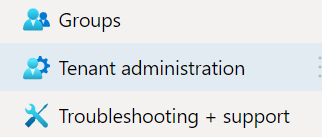 Groups
Tenant administration
Troubleshooting + support